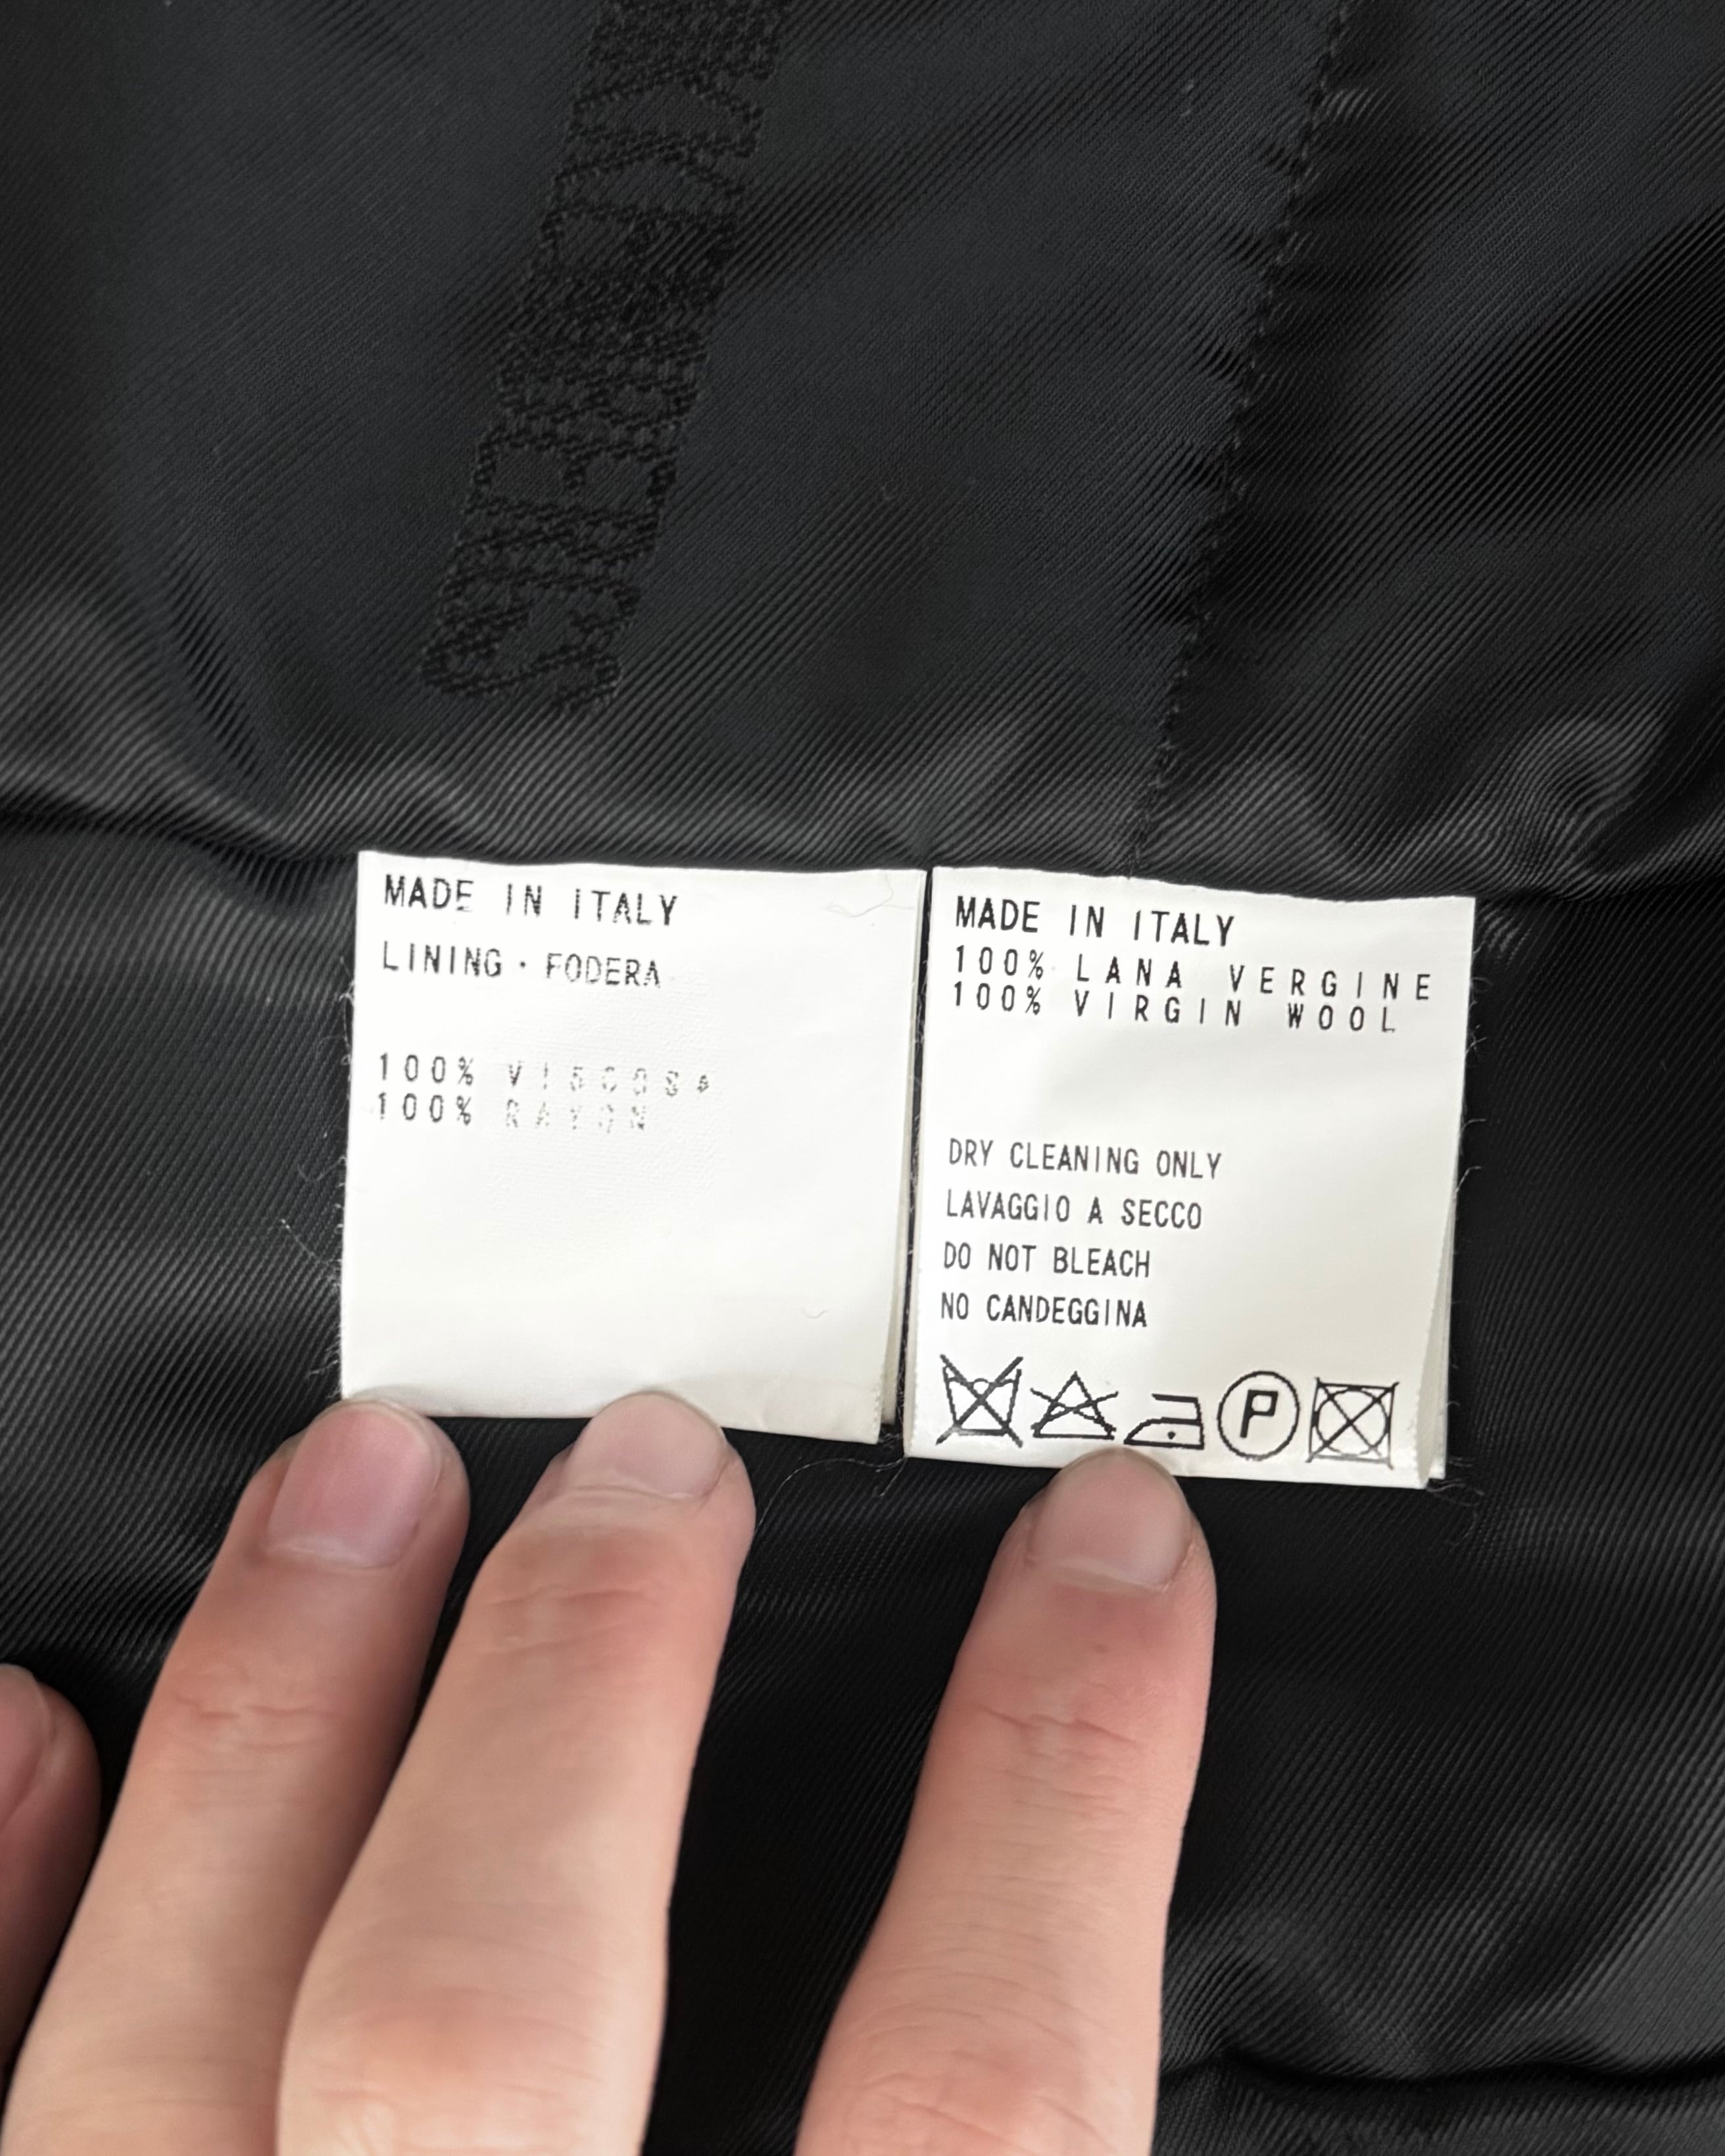 MADE IN ITALY
LINING · FODERA
100% VISCOSA
100% RAYON
MADE IN ITALY
100% LANA VERGINE
100% VIRGIN WOOL
DRY CLEANING ONLY
LAVAGGIO A SECCO
DO NOT BLEACH
NO CANDEGGINA
P